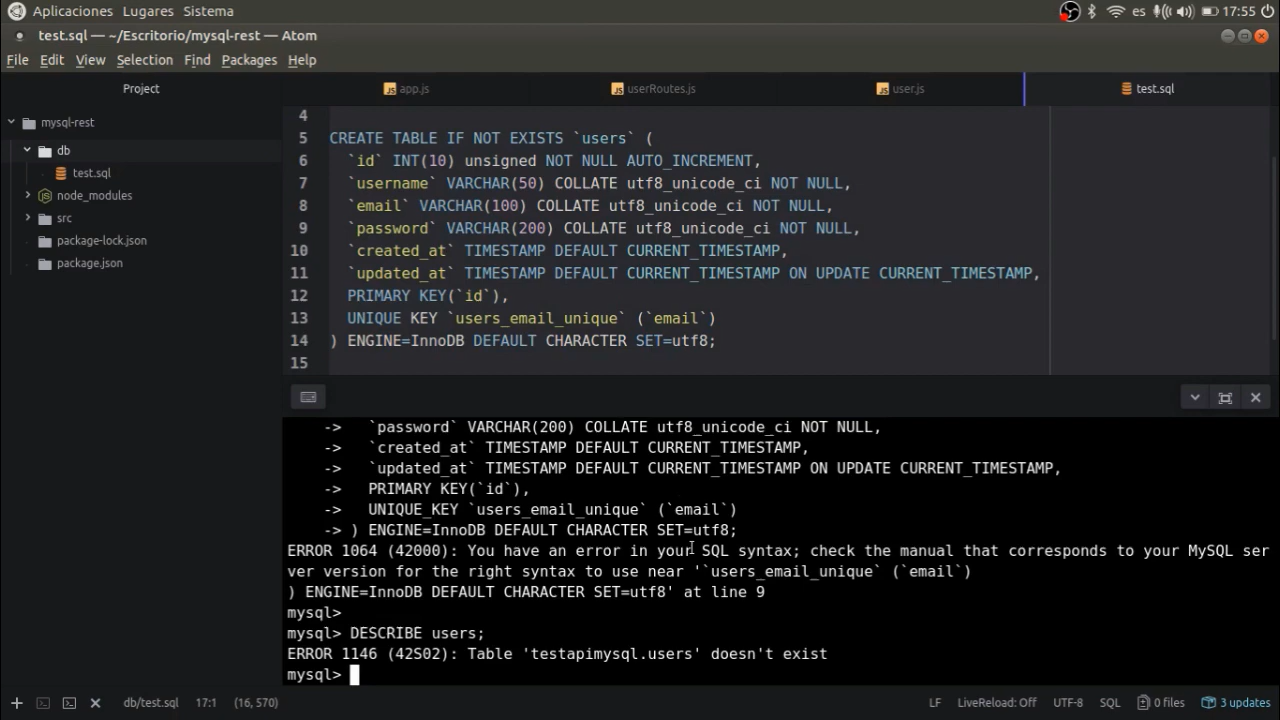 Aplicaciones Lugares Sistema es 17:55
test.sql — ~/Escritorio/mysql-rest — Atom
File Edit View Selection Find Packages Help
Project app.js userRoutes.js user.js test.sql
mysql-rest
db
test.sql
node_modules
src
package-lock.json
package.json
4
5 CREATE TABLE IF NOT EXISTS `users` (
6 `id` INT(10) unsigned NOT NULL AUTO_INCREMENT,
7 `username` VARCHAR(50) COLLATE utf8_unicode_ci NOT NULL,
8 `email` VARCHAR(100) COLLATE utf8_unicode_ci NOT NULL,
9 `password` VARCHAR(200) COLLATE utf8_unicode_ci NOT NULL,
10 `created_at` TIMESTAMP DEFAULT CURRENT_TIMESTAMP,
11 `updated_at` TIMESTAMP DEFAULT CURRENT_TIMESTAMP ON UPDATE CURRENT_TIMESTAMP,
12 PRIMARY KEY(`id`),
13 UNIQUE KEY `users_email_unique` (`email`)
14 ) ENGINE=InnoDB DEFAULT CHARACTER SET=utf8;
15
-> `password` VARCHAR(200) COLLATE utf8_unicode_ci NOT NULL,
-> `created_at` TIMESTAMP DEFAULT CURRENT_TIMESTAMP,
-> `updated_at` TIMESTAMP DEFAULT CURRENT_TIMESTAMP ON UPDATE CURRENT_TIMESTAMP,
-> PRIMARY KEY(`id`),
-> UNIQUE_KEY `users_email_unique` (`email`)
-> ) ENGINE=InnoDB DEFAULT CHARACTER SET=utf8;
ERROR 1064 (42000): You have an error in your SQL syntax; check the manual that corresponds to your MySQL ser
ver version for the right syntax to use near '`users_email_unique` (`email`)
) ENGINE=InnoDB DEFAULT CHARACTER SET=utf8' at line 9
mysql>
mysql> DESCRIBE users;
ERROR 1146 (42S02): Table 'testapimysql.users' doesn't exist
mysql>
db/test.sql 17:1 (16, 570) LF LiveReload: Off UTF-8 SQL 0 files 3 updates